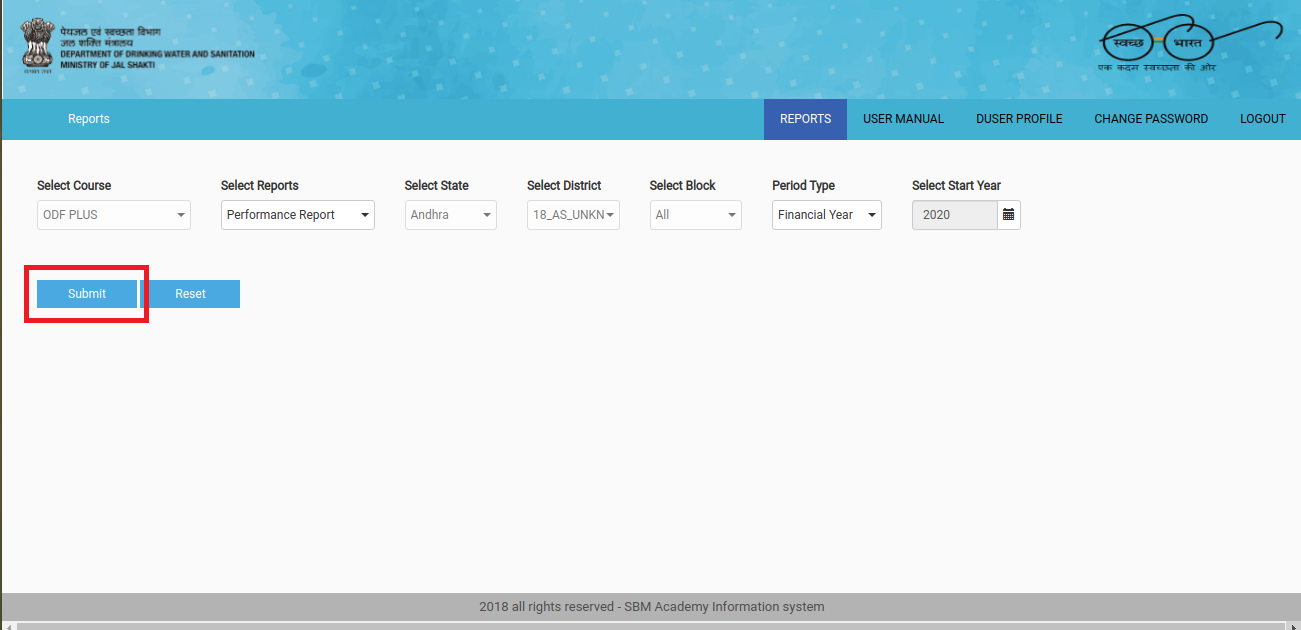 पेयजल एवं स्वच्छता विभाग
जल शक्ति मंत्रालय
DEPARTMENT OF DRINKING WATER AND SANITATION
MINISTRY OF JAL SHAKTI
स्वच्छ भारत
एक कदम स्वच्छता की ओर
Reports
REPORTS USER MANUAL DUSER PROFILE CHANGE PASSWORD LOGOUT
Select Course Select Reports Select State Select District Select Block Period Type Select Start Year
ODF PLUS Performance Report Andhra 18_AS_UNKN All Financial Year 2020
Submit Reset
2018 all rights reserved - SBM Academy Information system